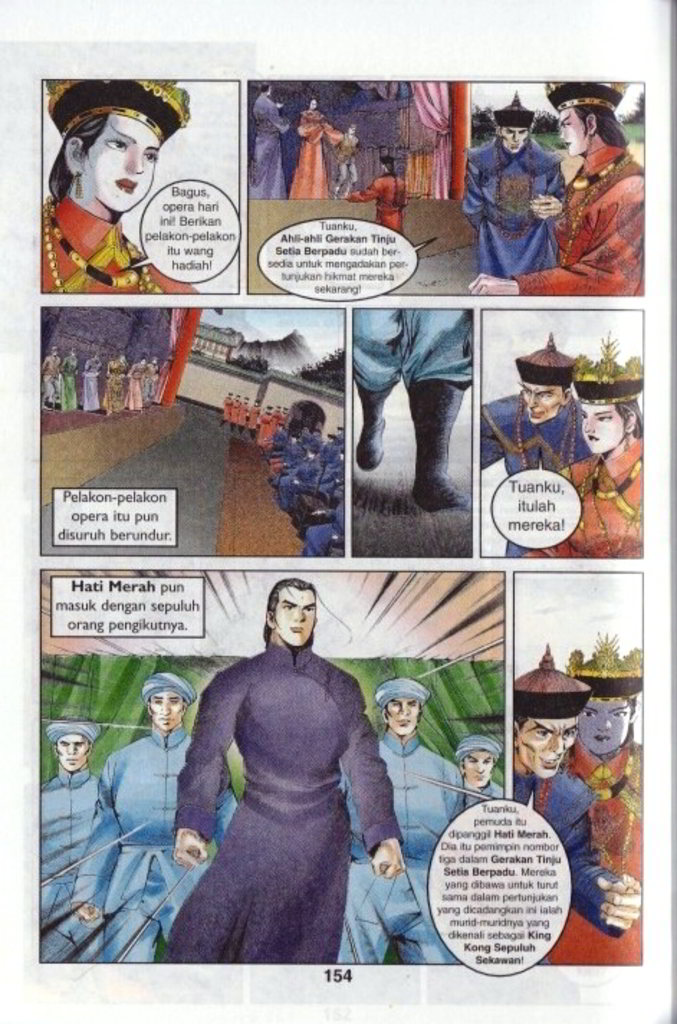 Bagus,
opera hari
ini! Berikan
pelakon-pelakon
itu wang
hadiah!
Tuanku,
Ahli-ahli Gerakan Tinju
Setia Berpadu sudah ber-
sedia untuk mengadakan per-
tunjukan hikmat mereka
sekarang!
Pelakon-pelakon
opera itu pun
disuruh berundur.
Tuanku,
itulah
mereka!
Hati Merah pun
masuk dengan sepuluh
orang pengikutnya.
Tuanku,
pemuda itu
dipanggil Hati Merah.
Dia itu pemimpin nombor
tiga dalam Gerakan Tinju
Setia Berpadu. Mereka
yang dibawa untuk turut
sama dalam pertunjukan
yang dicadangkan ini ialah
murid-muridnya yang
dikenali sebagai King
Kong Sepuluh
Sekawan!
154